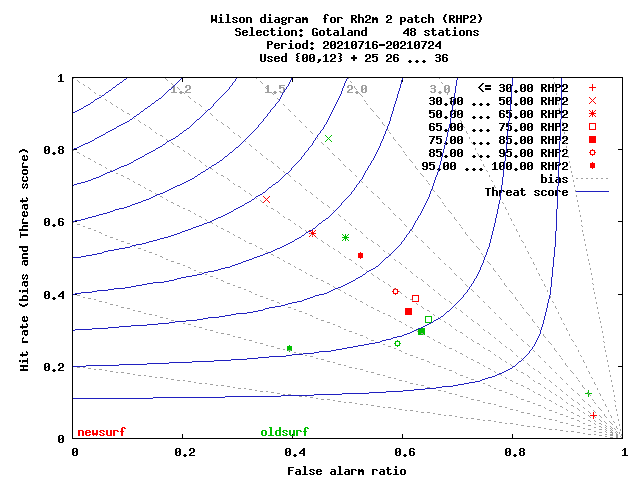 Wilson diagram  for Rh2m 2 patch (RHP2)
Selection: Gotaland     48 stations
Period: 20210716-20210724
Used {00,12} + 25 26 ... 36
1.2 1.5 2.0 3.0
<= 30.00 RHP2
30.00 ... 50.00 RHP2
50.00 ... 65.00 RHP2
65.00 ... 75.00 RHP2
75.00 ... 85.00 RHP2
85.00 ... 95.00 RHP2
95.00 ... 100.00 RHP2
bias
Threat score
1
0.8
0.6
0.4
0.2
0
Hit rate (bias and Threat score)
newsurf oldsurf
0 0.2 0.4 0.6 0.8 1
False alarm ratio